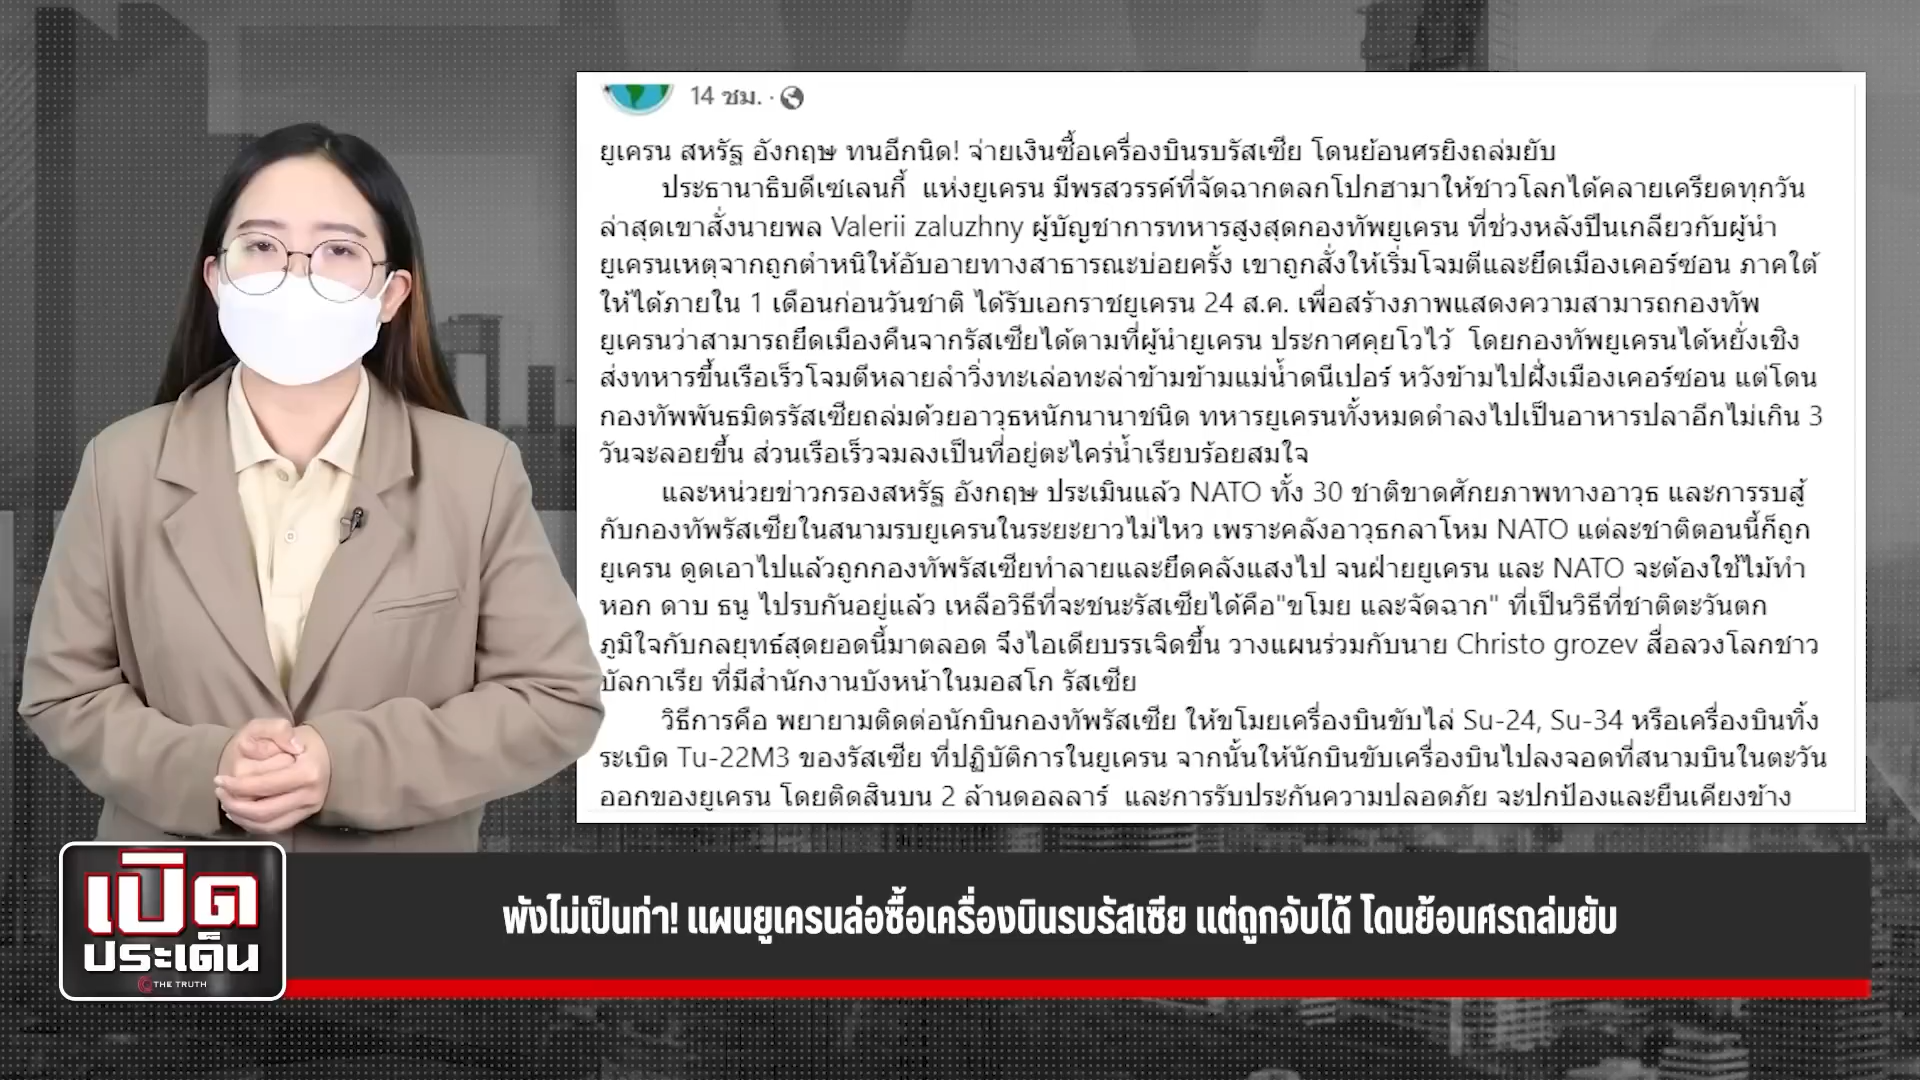 14 ชม. ·
ยูเครน สหรัฐ อังกฤษ ทนอีกนิด! จ่ายเงินซื้อเครื่องบินรบรัสเซีย โดนย้อนศรยิงถล่มยับ
ประธานาธิบดีเซเลนกี้ แห่งยูเครน มีพรสวรรค์ที่จัดฉากตลกโปกฮามาให้ชาวโลกได้คลายเครียดทุกวัน
ล่าสุดเขาสั่งนายพล Valerii zaluzhny ผู้บัญชาการทหารสูงสุดกองทัพยูเครน ที่ช่วงหลังปีนเกลียวกับผู้นำ
ยูเครนเหตุจากถูกตำหนิให้อับอายทางสาธารณะบ่อยครั้ง เขาถูกสั่งให้เริ่มโจมตีและยึดเมืองเคอร์ซอน ภาคใต้
ให้ได้ภายใน 1 เดือนก่อนวันชาติ ได้รับเอกราชยูเครน 24 ส.ค. เพื่อสร้างภาพแสดงความสามารถกองทัพ
ยูเครนว่าสามารถยึดเมืองคืนจากรัสเซียได้ตามที่ผู้นำยูเครน ประกาศคุยโวไว้ โดยกองทัพยูเครนได้หยั่งเชิง
ส่งทหารขึ้นเรือเร็วโจมตีหลายลำวิ่งทะเล่อทะล่าข้ามข้ามแม่น้ำดนีเปอร์ หวังข้ามไปฝั่งเมืองเคอร์ซอน แต่โดน
กองทัพพันธมิตรรัสเซียถล่มด้วยอาวุธหนักนานาชนิด ทหารยูเครนทั้งหมดดำลงไปเป็นอาหารปลาอีกไม่เกิน 3
วันจะลอยขึ้น ส่วนเรือเร็วจมลงเป็นที่อยู่ตะไคร่น้ำเรียบร้อยสมใจ
และหน่วยข่าวกรองสหรัฐ อังกฤษ ประเมินแล้ว NATO ทั้ง 30 ชาติขาดศักยภาพทางอาวุธ และการรบสู้
กับกองทัพรัสเซียในสนามรบยูเครนในระยะยาวไม่ไหว เพราะคลังอาวุธกลาโหม NATO แต่ละชาติตอนนี้ก็ถูก
ยูเครน ดูดเอาไปแล้วถูกกองทัพรัสเซียทำลายและยึดคลังแสงไป จนฝ่ายยูเครน และ NATO จะต้องใช้ไม้ทำ
หอก ดาบ ธนู ไปรบกันอยู่แล้ว เหลือวิธีที่จะชนะรัสเซียได้คือ"ขโมย และจัดฉาก" ที่เป็นวิธีที่ชาติตะวันตก
ภูมิใจกับกลยุทธ์สุดยอดนี้มาตลอด จึงไอเดียบรรเจิดขึ้น วางแผนร่วมกับนาย Christo grozev สื่อลวงโลกชาว
บัลกาเรีย ที่มีสำนักงานบังหน้าในมอสโก รัสเซีย
วิธีการคือ พยายามติดต่อนักบินกองทัพรัสเซีย ให้ขโมยเครื่องบินขับไล่ Su-24, Su-34 หรือเครื่องบินทิ้ง
ระเบิด Tu-22M3 ของรัสเซีย ที่ปฏิบัติการในยูเครน จากนั้นให้นักบินขับเครื่องบินไปลงจอดที่สนามบินในตะวัน
ออกของยูเครน โดยติดสินบน 2 ล้านดอลลาร์ และการรับประกันความปลอดภัย จะปกป้องและยืนเคียงข้าง
เปิด
ประเด็น
THE TRUTH
พังไม่เป็นท่า! แผนยูเครนล่อซื้อเครื่องบินรบรัสเซีย แต่ถูกจับได้ โดนย้อนศรถล่มยับ